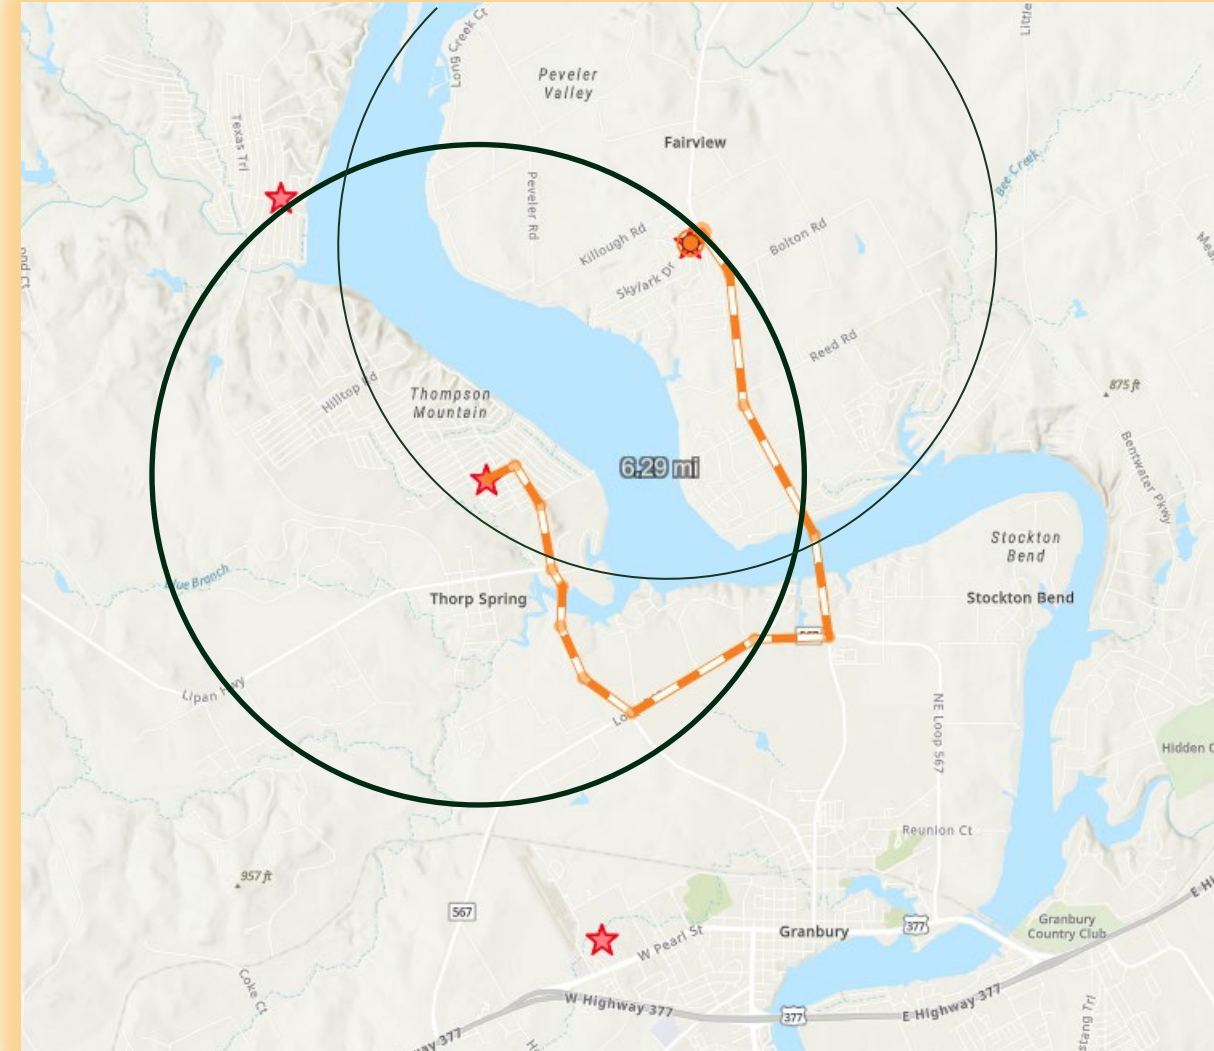 Long Creek Ct
Little
Peveler
Valley
Texas Trl
Fairview
Bee Creek
Peveler Rd
Killough Rd
Bolton Rd
Skylark Dr
Reed Rd
875 ft
Hilltop Rd
Thompson
Mountain
Bentwater Pkwy
6.29 mi
Stockton
Bend
Blue Branch
Thorp Spring
Stockton Bend
Lipan Hwy
NE Loop 567
Hidden
Reunion Ct
957 ft
567
377
Granbury
Granbury
Country Club
W Pearl St
Coke Ct
W Highway 377
377
E Highway 377